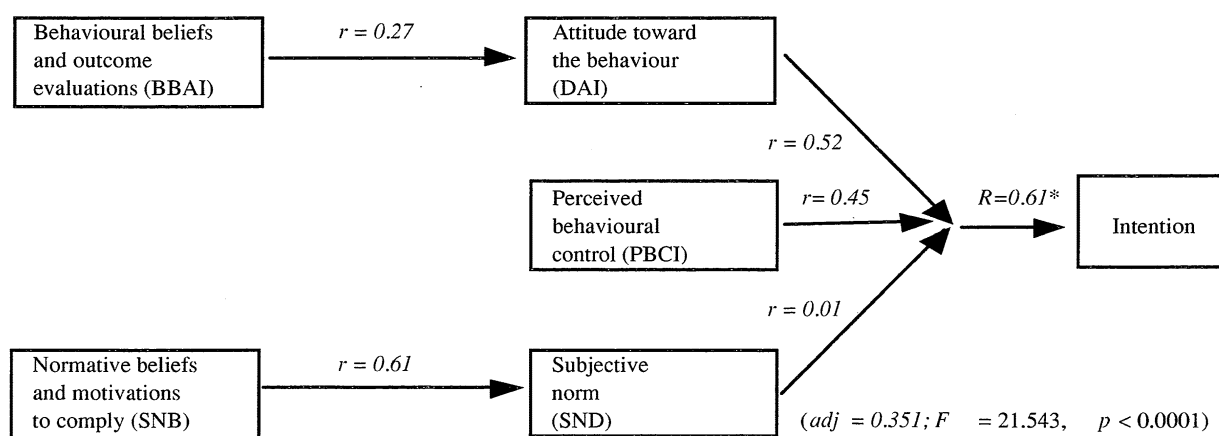 Behavioural beliefs
and outcome
evaluations (BBAI)
r = 0.27
Attitude toward
the behaviour
(DAI)
r = 0.52
Perceived
behavioural
control (PBCI)
r= 0.45
R=0.61*
Intention
r = 0.01
Normative beliefs
and motivations
to comply (SNB)
r = 0.61
Subjective
norm
(SND)
(adj = 0.351; F = 21.543, p < 0.0001)